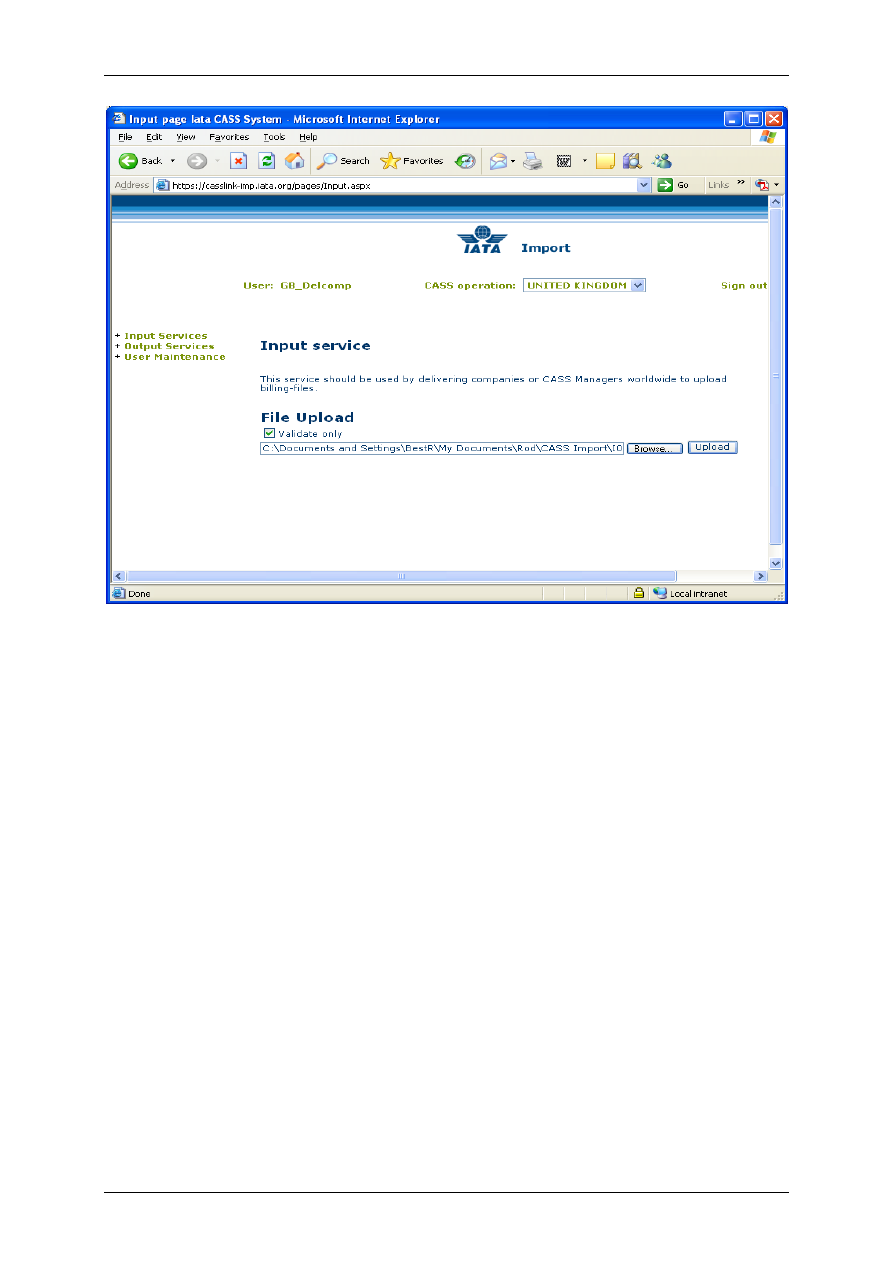 Input page Iata CASS System - Microsoft Internet Explorer
File Edit View Favorites Tools Help
Back Search Favorites
Address https://casslink-imp.iata.org/pages/Input.aspx Go Links »
IATA Import
User: GB_Delcomp CASS operation: UNITED KINGDOM Sign out
+ Input Services
+ Output Services
+ User Maintenance
Input service
This service should be used by delivering companies or CASS Managers worldwide to upload
billing-files.
File Upload
Validate only
C:\Documents and Settings\BestR\My Documents\Rod\CASS Import\IO Browse... Upload
Done Local intranet